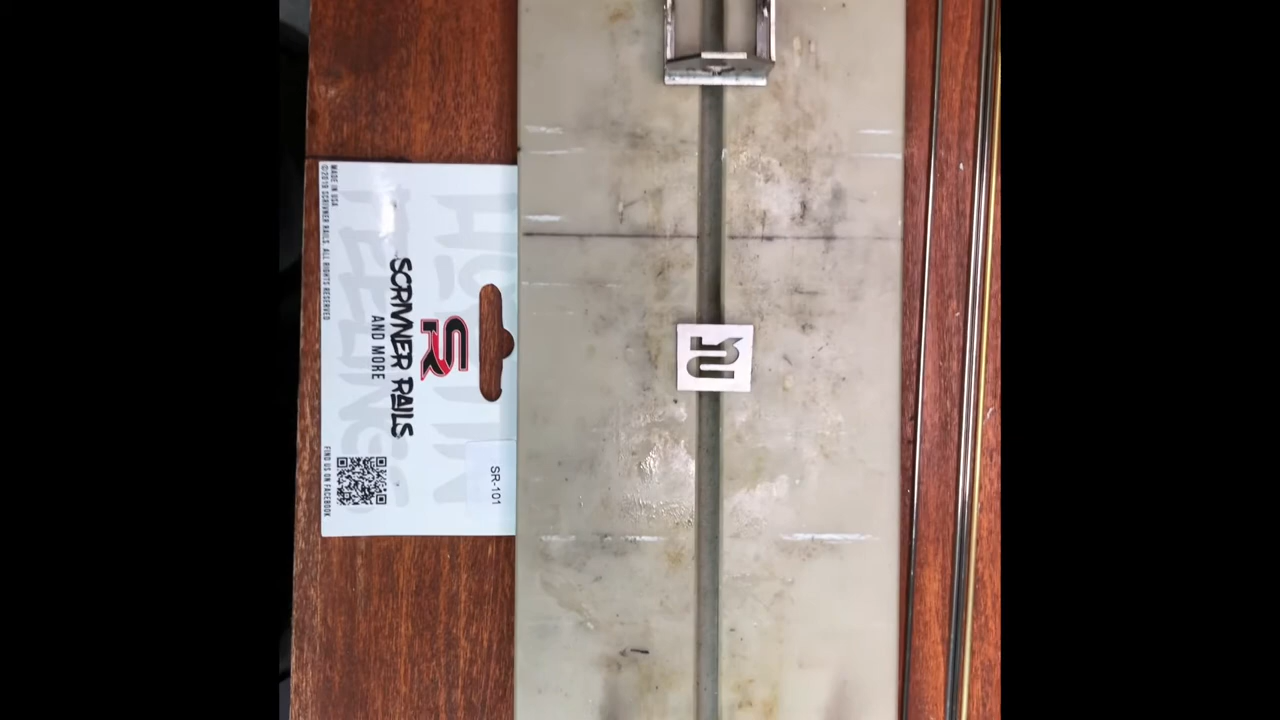 SR-101
SR
SCRIVNER RAILS
AND MORE
MADE IN USA
©2019 SCRIVNER RAILS. ALL RIGHTS RESERVED
FIND US ON FACEBOOK
SR